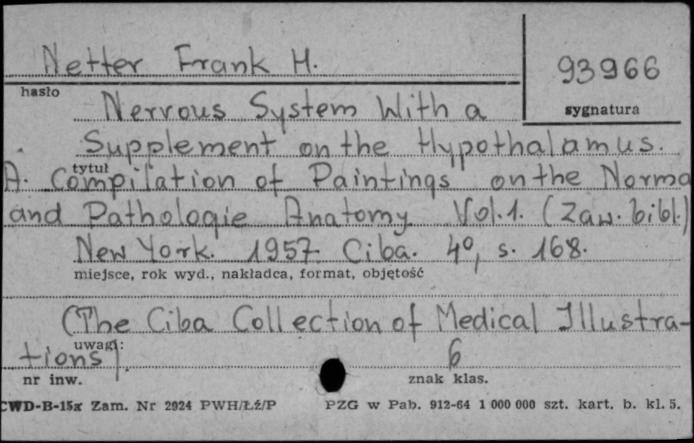 Netter Frank H.
93966
hasło
sygnatura
Nervous System With a
Supplement on the Hypothalamus.
tytuł
A. Compilation of Paintings on the Norma
and Pathologie Anatomy Vol.1. (Zaw. bibl.)
New York. 1957. Ciba. 4°, s. 168.
miejsce, rok wyd., nakładca, format, objętość
(The Ciba Collection of Medical Illustra-
uwagi:
tions).
6
nr inw.
znak klas.
CWD-B-15a Zam. Nr 2924 PWH/Łź/P PZG w Pab. 912-64 1 000 000 szt. kart. b. kl. 5.